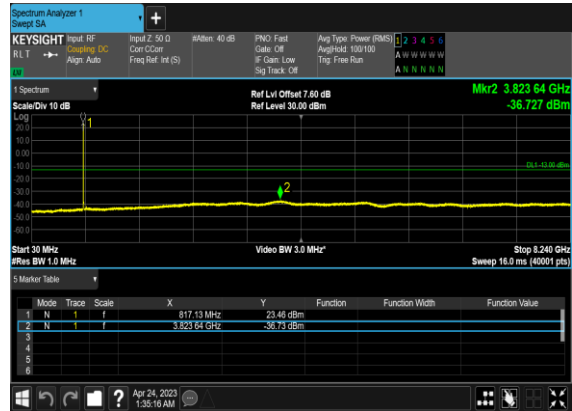 Spectrum Analyzer 1
Swept SA
+
KEYSIGHT Input: RF Input Z: 50 Ω #Atten: 40 dB PNO: Fast Avg Type: Power (RMS) 1 2 3 4 5 6
RLT Coupling: DC Corr CCorr Gate: Off Avg|Hold: 100/100 A W W W W W
Align: Auto Freq Ref: Int (S) IF Gain: Low Trig: Free Run
Sig Track: Off A N N N N N
1 Spectrum Ref Lvl Offset 7.60 dB Mkr2 3.823 64 GHz
Scale/Div 10 dB Ref Level 30.00 dBm -36.727 dBm
Log
20.0
1
10.0
0.00
-10.0
DL1 -13.00 dBm
-20.0
-30.0
2
-40.0
-50.0
-60.0
Start 30 MHz Video BW 3.0 MHz* Stop 8.240 GHz
#Res BW 1.0 MHz Sweep 16.0 ms (40001 pts)
5 Marker Table
Mode Trace Scale X Y Function Function Width Function Value
1 N 1 f 817.13 MHz 23.46 dBm
2 N 1 f 3.823 64 GHz -36.73 dBm
3
4
5
6
? Apr 24, 2023
1:35:16 AM